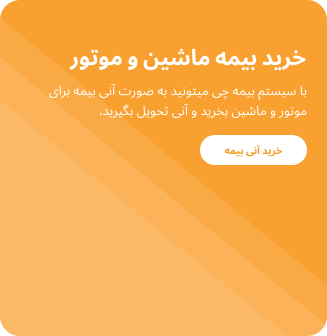 خرید بیمه ماشین و موتور
با سیستم بیمه چی میتونید به صورت آنی بیمه برای
موتور و ماشین بخرید و آنی تحویل بگیرید.
خرید آنی بیمه